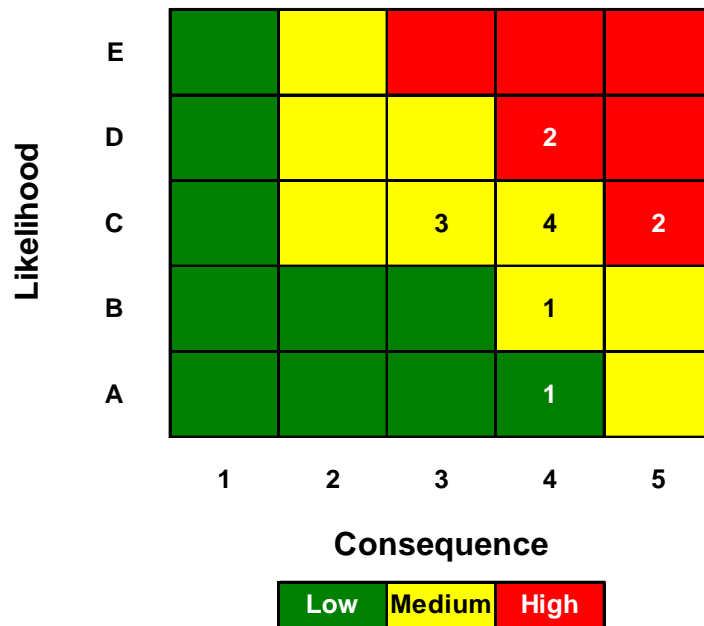 E
D 2
Likelihood
C 3 4 2
B 1
A 1
1 2 3 4 5
Consequence
Low Medium High